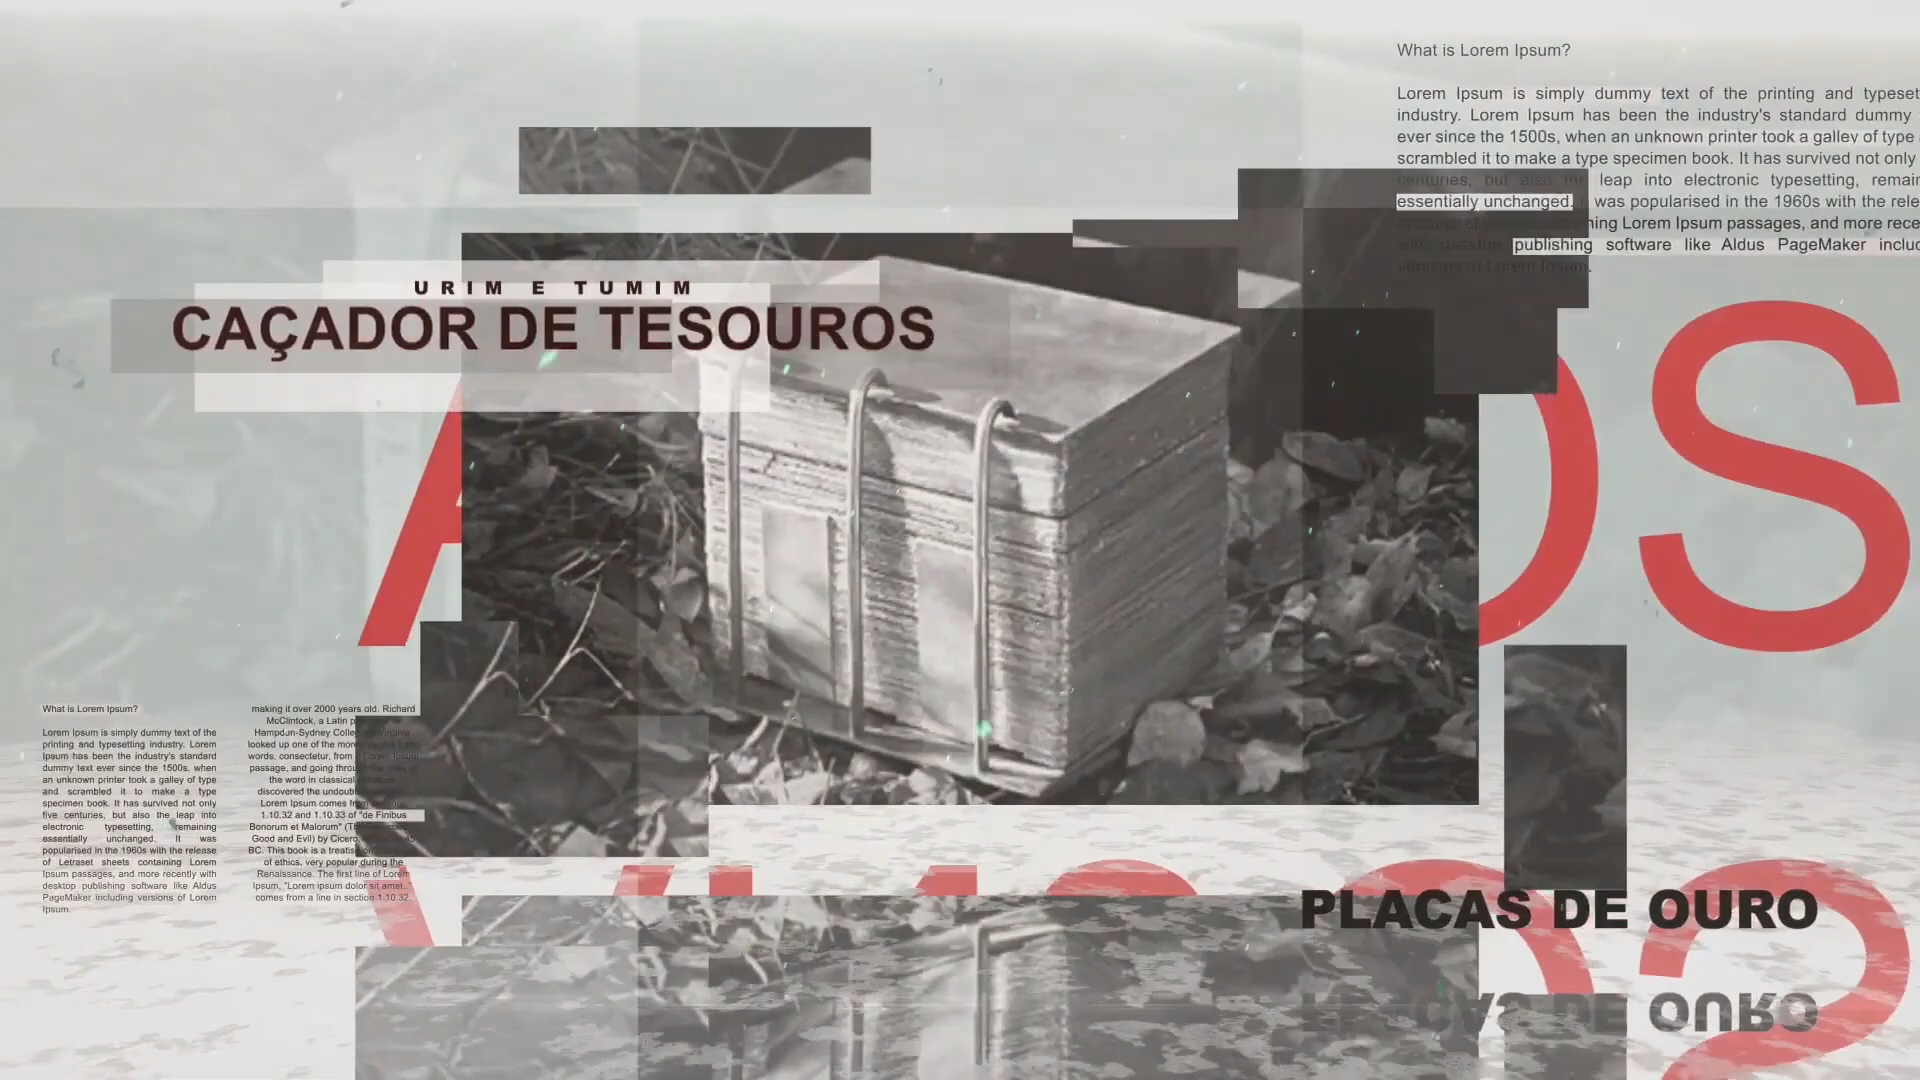 What is Lorem Ipsum?
Lorem Ipsum is simply dummy text of the printing and
industry. Lorem Ipsum has been the industry's standard dummy
ever since the 1500s, when an unknown printer took a galley of type
scrambled it to make a type specimen book. It has survived not only
centuries, but also the leap into electronic typesetting,
essentially unchanged. was popularised in the 1960s with the
Lorem Ipsum passages, and more
publishing software like Aldus PageMaker
versions of Lorem Ipsum.
URIM E TUMIM
CAÇADOR DE TESOUROS
OS
What is Lorem Ipsum?
Lorem Ipsum is simply dummy text of the
printing and typesetting industry. Lorem
Ipsum has been the industry's standard
dummy text ever since the 1500s, when
an unknown printer took a galley of type
and scrambled it to make a type
specimen book. It has survived not only
five centuries, but also the leap into
electronic typesetting, remaining
essentially unchanged. It was
popularised in the 1960s with the release
of Letraset sheets containing Lorem
Ipsum passages, and more recently with
desktop publishing software like Aldus
PageMaker including versions of Lorem
Ipsum.
making it over 2000 years old. Richard
McClintock, a Latin
Hampden-Sydney
looked up one of the more
words, consectetur, from a Lorem Ipsum
passage, and going through
the word in classical
discovered the
Lorem Ipsum comes from
1.10.32 and 1.10.33 of "de Finibus
Bonorum et Malorum"
Good and Evil) by Cicero,
BC. This book is a treatise
of ethics, very popular during the
Renaissance. The first line of Lorem
Ipsum, "Lorem ipsum dolor sit amet.."
comes from a line in section 1.10.32.
PLACAS DE OURO